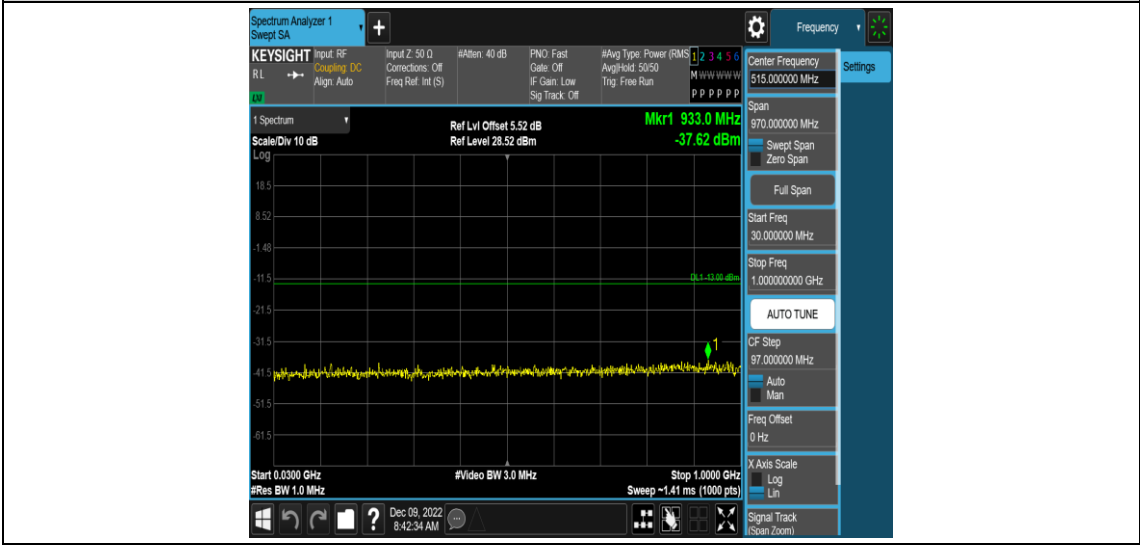 Spectrum Analyzer 1
Swept SA
+
Frequency
KEYSIGHT
RL
LM
Input: RF
Coupling: DC
Align: Auto
Input Z: 50 Ω
Corrections: Off
Freq Ref: Int (S)
#Atten: 40 dB
PNO: Fast
Gate: Off
IF Gain: Low
Sig Track: Off
#Avg Type: Power (RMS
Avg|Hold: 50/50
Trig: Free Run
1 2 3 4 5 6
M W W W W W
P P P P P P
1 Spectrum
Scale/Div 10 dB
Log
Ref Lvl Offset 5.52 dB
Ref Level 28.52 dBm
Mkr1 933.0 MHz
-37.62 dBm
18.5
8.52
-1.48
-11.5
DL1 -13.00 dBm
-21.5
-31.5
1
-41.5
-51.5
-61.5
Start 0.0300 GHz
#Res BW 1.0 MHz
#Video BW 3.0 MHz
Stop 1.0000 GHz
Sweep ~1.41 ms (1000 pts)
?
Dec 09, 2022
8:42:34 AM
Center Frequency
515.000000 MHz
Settings
Span
970.000000 MHz
Swept Span
Zero Span
Full Span
Start Freq
30.000000 MHz
Stop Freq
1.000000000 GHz
AUTO TUNE
CF Step
97.000000 MHz
Auto
Man
Freq Offset
0 Hz
X Axis Scale
Log
Lin
Signal Track
(Span Zoom)